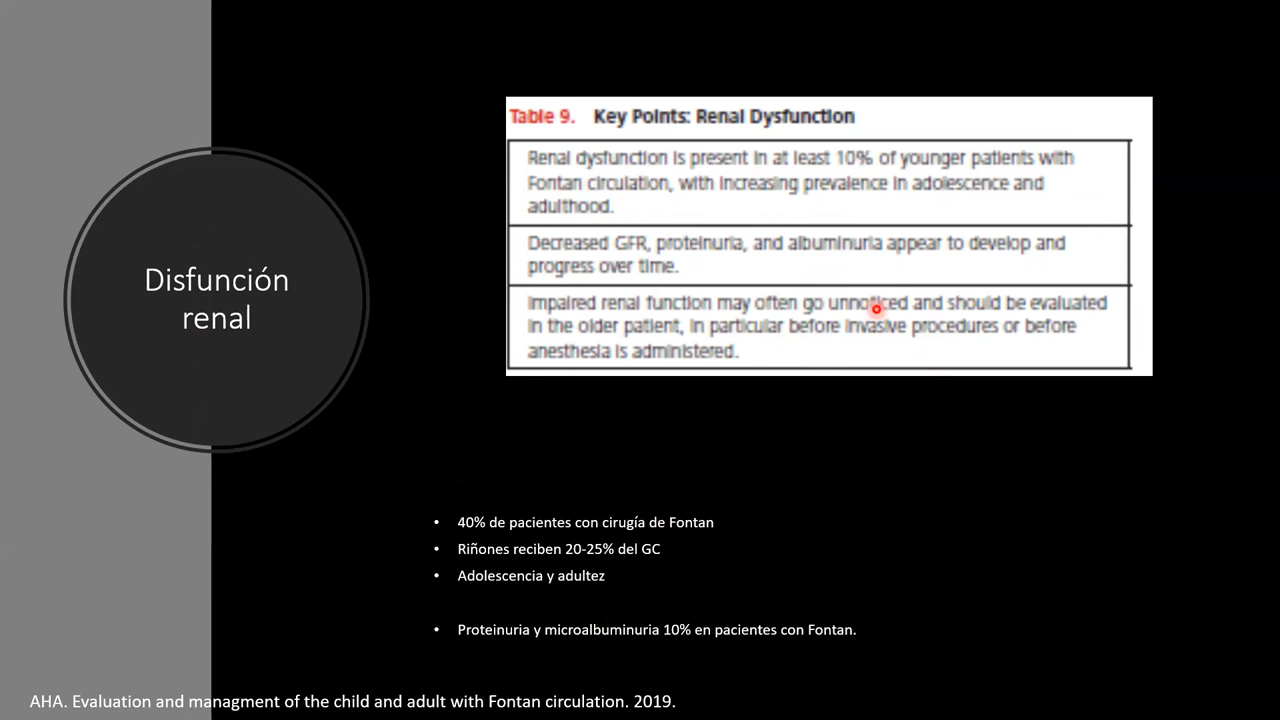 Disfunción
renal
Table 9. Key Points: Renal Dysfunction
Renal dysfunction is present in at least 10% of younger patients with
Fontan circulation, with increasing prevalence in adolescence and
adulthood.
Decreased GFR, proteinuria, and albuminuria appear to develop and
progress over time.
Impaired renal function may often go unnoticed and should be evaluated
in the older patient, in particular before invasive procedures or before
anesthesia is administered.
• 40% de pacientes con cirugía de Fontan
• Riñones reciben 20-25% del GC
• Adolescencia y adultez
• Proteinuria y microalbuminuria 10% en pacientes con Fontan.
AHA. Evaluation and managment of the child and adult with Fontan circulation. 2019.